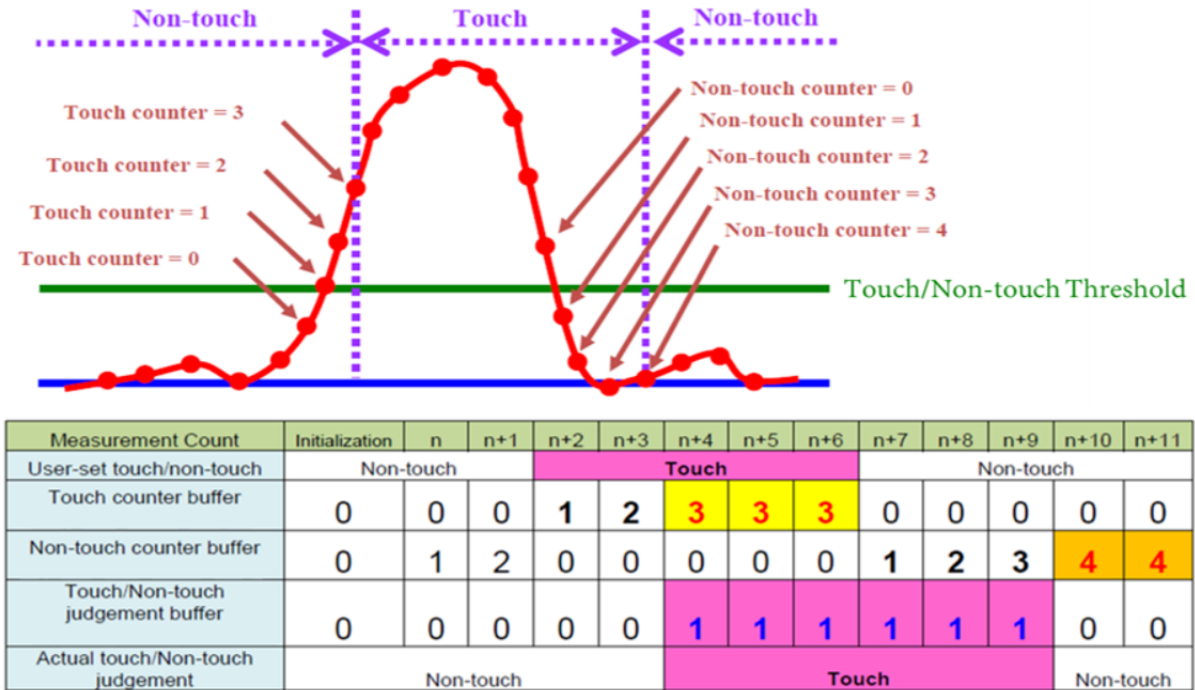 Non-touch Touch Non-touch
Touch counter = 3
Touch counter = 2
Touch counter = 1
Touch counter = 0
Non-touch counter = 0
Non-touch counter = 1
Non-touch counter = 2
Non-touch counter = 3
Non-touch counter = 4
Touch/Non-touch Threshold
Measurement Count Initialization n n+1 n+2 n+3 n+4 n+5 n+6 n+7 n+8 n+9 n+10 n+11
User-set touch/non-touch Non-touch Touch Non-touch
Touch counter buffer 0 0 0 1 2 3 3 3 0 0 0 0 0
Non-touch counter buffer 0 1 2 0 0 0 0 0 1 2 3 4 4
Touch/Non-touch
judgement buffer 0 0 0 0 0 1 1 1 1 1 1 0 0
Actual touch/Non-touch
judgement Non-touch Touch Non-touch